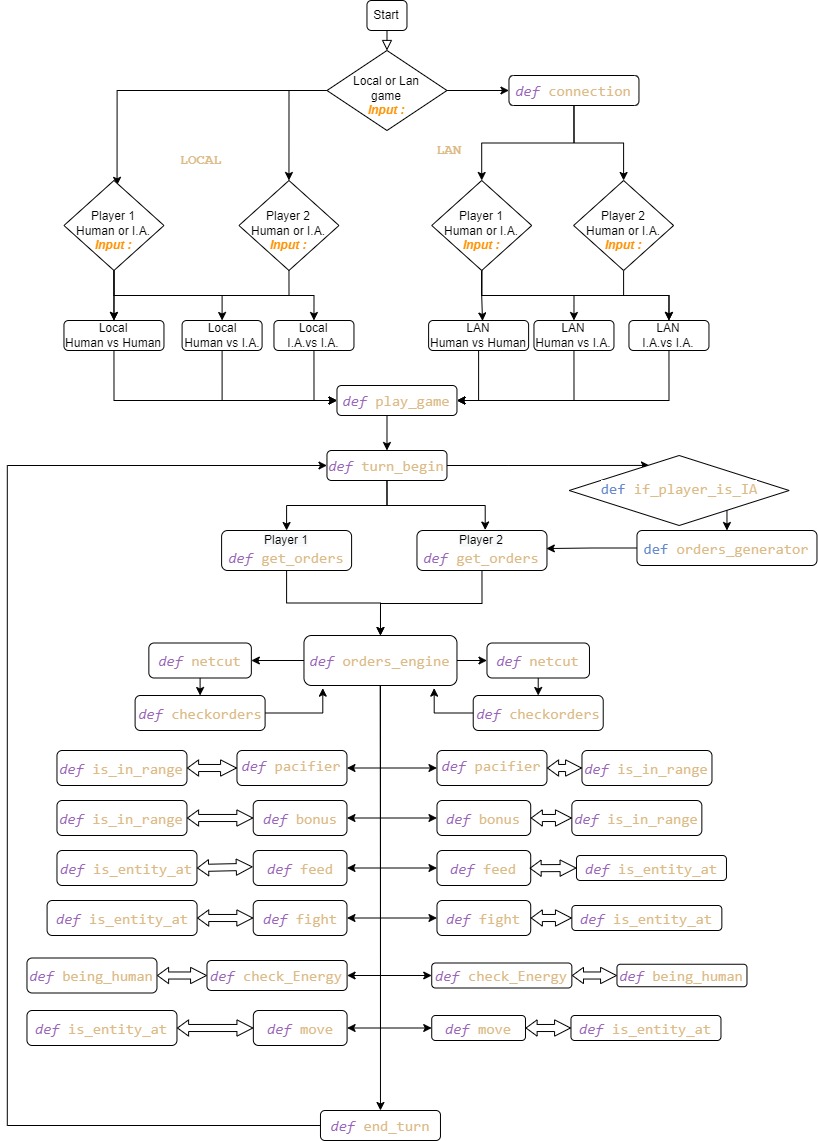 Start
Local or Lan
game
Input :
def connection
LOCAL
LAN
Player 1
Human or I.A.
Input :
Player 2
Human or I.A.
Input :
Player 1
Human or I.A.
Input :
Player 2
Human or I.A.
Input :
Local
Human vs Human
Local
Human vs I.A.
Local
I.A.vs I.A.
LAN
Human vs Human
LAN
Human vs I.A.
LAN
I.A.vs I.A.
def play_game
def turn_begin
def if_player_is_IA
Player 1
def get_orders
Player 2
def get_orders
def orders_generator
def netcut
def orders_engine
def netcut
def checkorders
def checkorders
def is_in_range
def pacifier
def pacifier
def is_in_range
def is_in_range
def bonus
def bonus
def is_in_range
def is_entity_at
def feed
def feed
def is_entity_at
def is_entity_at
def fight
def fight
def is_entity_at
def being_human
def check_Energy
def check_Energy
def being_human
def is_entity_at
def move
def move
def is_entity_at
def end_turn